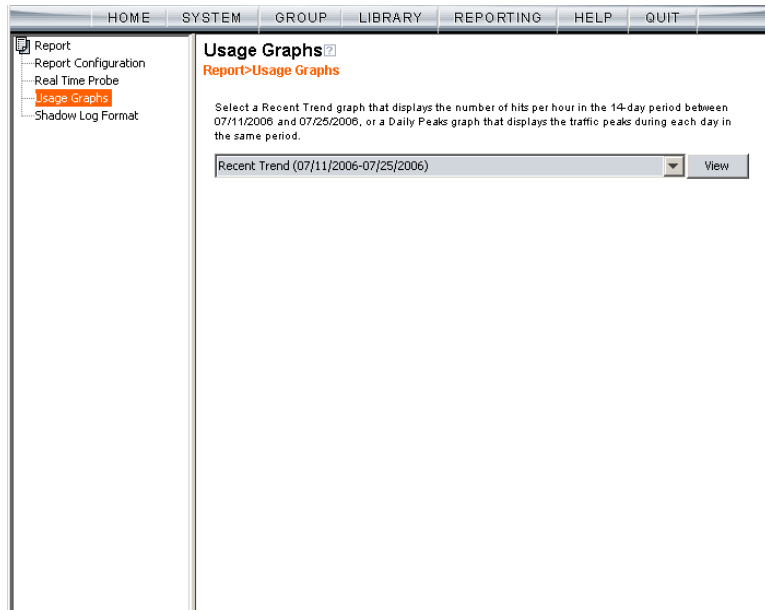 HOME SYSTEM GROUP LIBRARY REPORTING HELP QUIT
Report
Report Configuration
Real Time Probe
Usage Graphs
Shadow Log Format
Usage Graphs?
Report>Usage Graphs
Select a Recent Trend graph that displays the number of hits per hour in the 14-day period between
07/11/2006 and 07/25/2006, or a Daily Peaks graph that displays the traffic peaks during each day in
the same period.
Recent Trend (07/11/2006-07/25/2006)
View